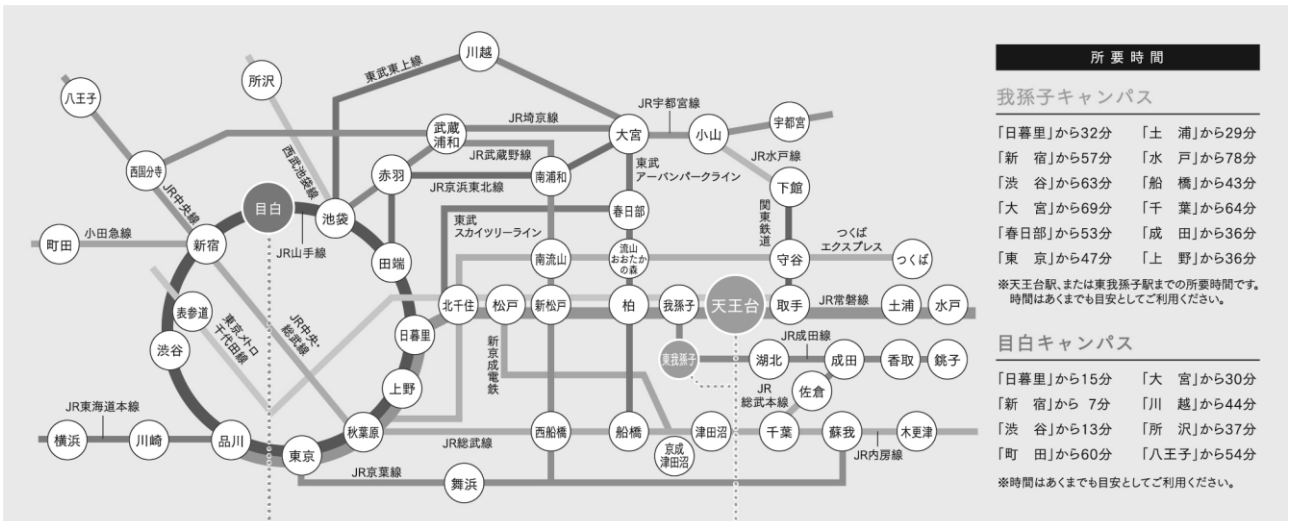 川越
所沢
東武東上線
八王子
JR宇都宮線
宇都宮
JR埼京線
武蔵
浦和
大宮
小山
西国分寺
西武池袋線
JR武蔵野線
JR水戸線
赤羽
JR京浜東北線
南浦和
東武
アーバンパークライン
下館
JR中央線
目白
池袋
東武
スカイツリーライン
春日部
関東鉄道
町田
小田急線
新宿
JR山手線
田端
南流山
流山
おおたか
の森
守谷
つくば
エクスプレス
つくば
表参道
北千住
松戸
新松戸
柏
我孫子
天王台
取手
JR常磐線
土浦
水戸
東京メトロ
千代田線
JR中央・
総武線
日暮里
渋谷
新京成電鉄
東我孫子
JR成田線
湖北
成田
香取
銚子
上野
JR
総武本線
佐倉
JR東海道本線
横浜
川崎
品川
東京
秋葉原
JR総武線
西船橋
船橋
京成
津田沼
津田沼
千葉
蘇我
木更津
JR内房線
JR京葉線
舞浜
所要時間
我孫子キャンパス
「日暮里」から32分 「土 浦」から29分
「新 宿」から57分 「水 戸」から78分
「渋 谷」から63分 「船 橋」から43分
「大 宮」から69分 「千 葉」から64分
「春日部」から53分 「成 田」から36分
「東 京」から47分 「上 野」から36分
※天王台駅、または東我孫子駅までの所要時間です。
時間はあくまでも目安としてご利用ください。
目白キャンパス
「日暮里」から15分 「大 宮」から30分
「新 宿」から 7分 「川 越」から44分
「渋 谷」から13分 「所 沢」から37分
「町 田」から60分 「八王子」から54分
※時間はあくまでも目安としてご利用ください。